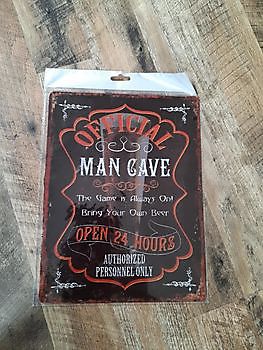 OFFICIAL
MAN CAVE
The Game is Always On!
Bring Your Own Beer
OPEN 24 HOURS
AUTHORIZED
PERSONNEL ONLY